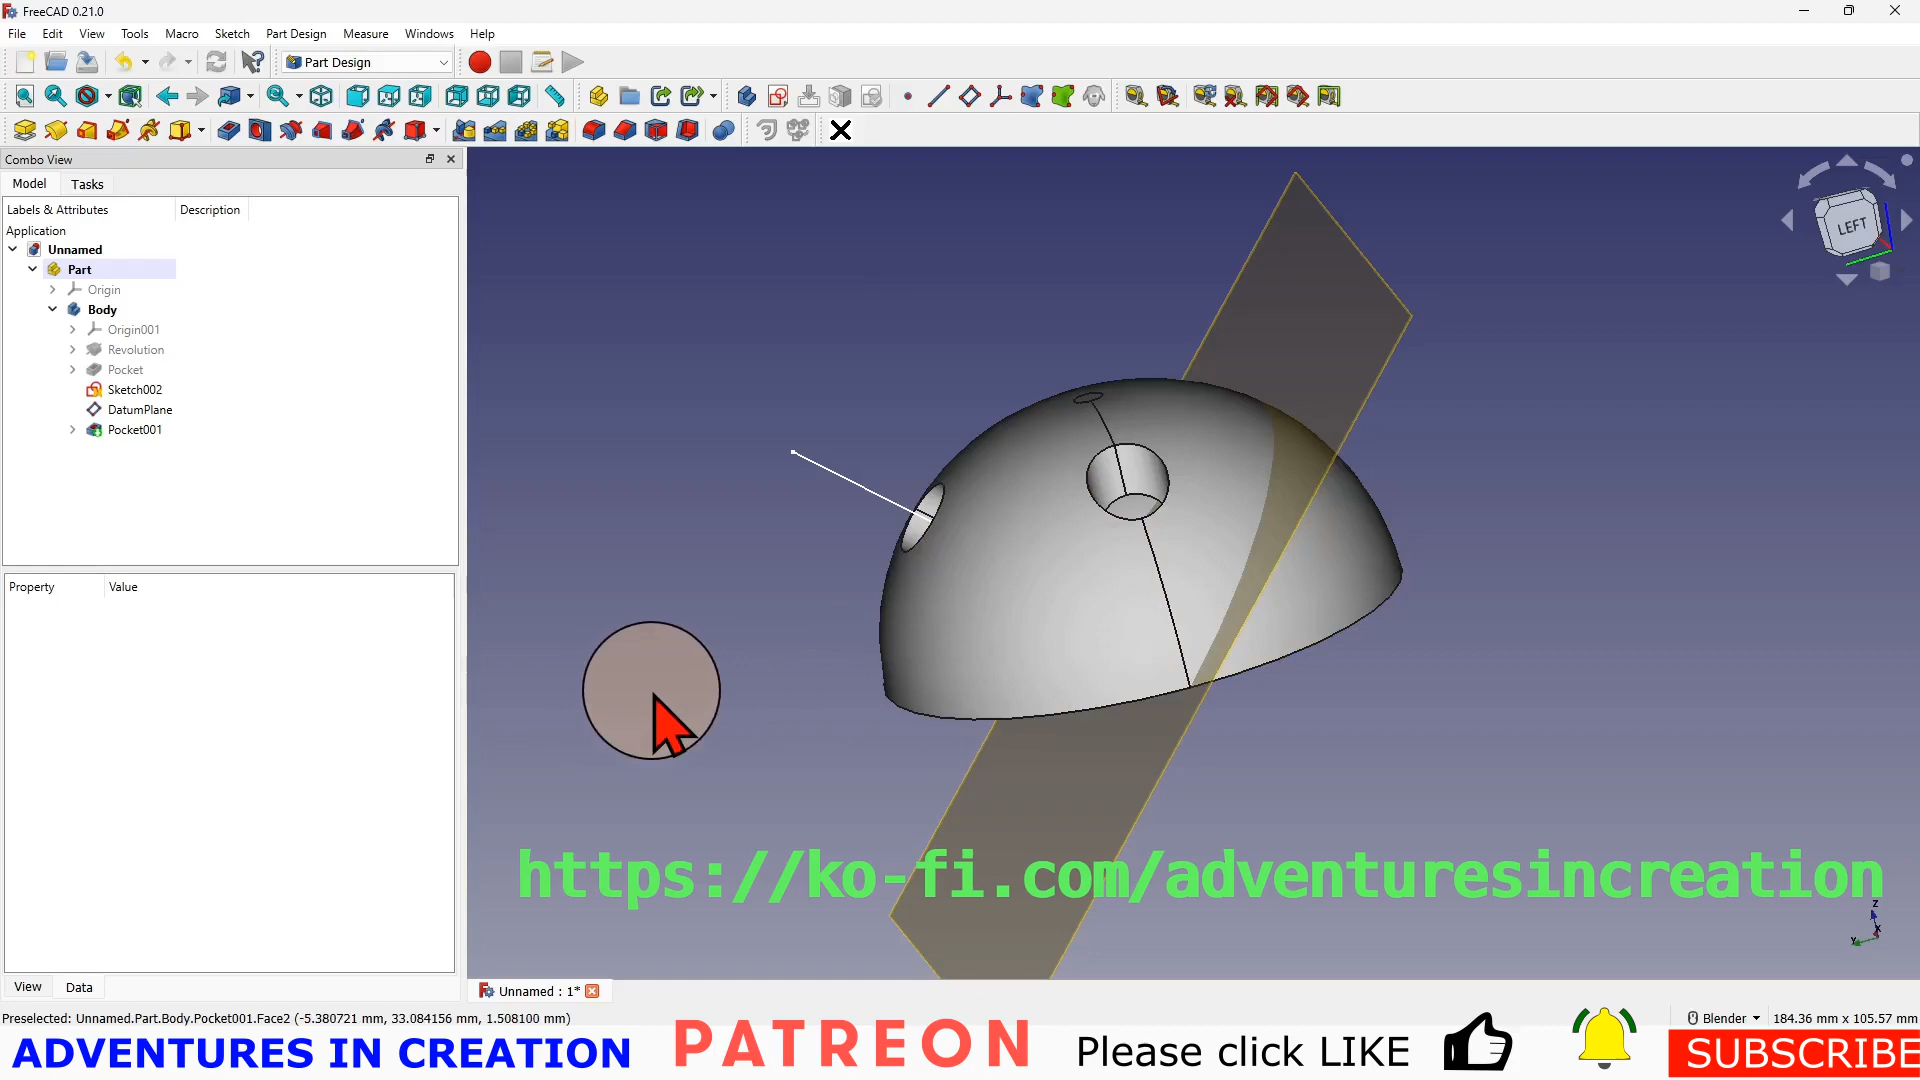 FreeCAD 0.21.0
File Edit View Tools Macro Sketch Part Design Measure Windows Help
Part Design
Combo View
Model Tasks
Labels & Attributes Description
Application
Unnamed
Part
Origin
Body
Origin001
Revolution
Pocket
Sketch002
DatumPlane
Pocket001
Property Value
LEFT
https://ko-fi.com/adventuresincreation
Z
X
Y
View Data
Unnamed : 1*
Preselected: Unnamed.Part.Body.Pocket001.Face2 (-5.380721 mm, 33.084156 mm, 1.508100 mm)
Blender 184.36 mm x 105.57 mm
ADVENTURES IN CREATION
PATREON
Please click LIKE
SUBSCRIBE